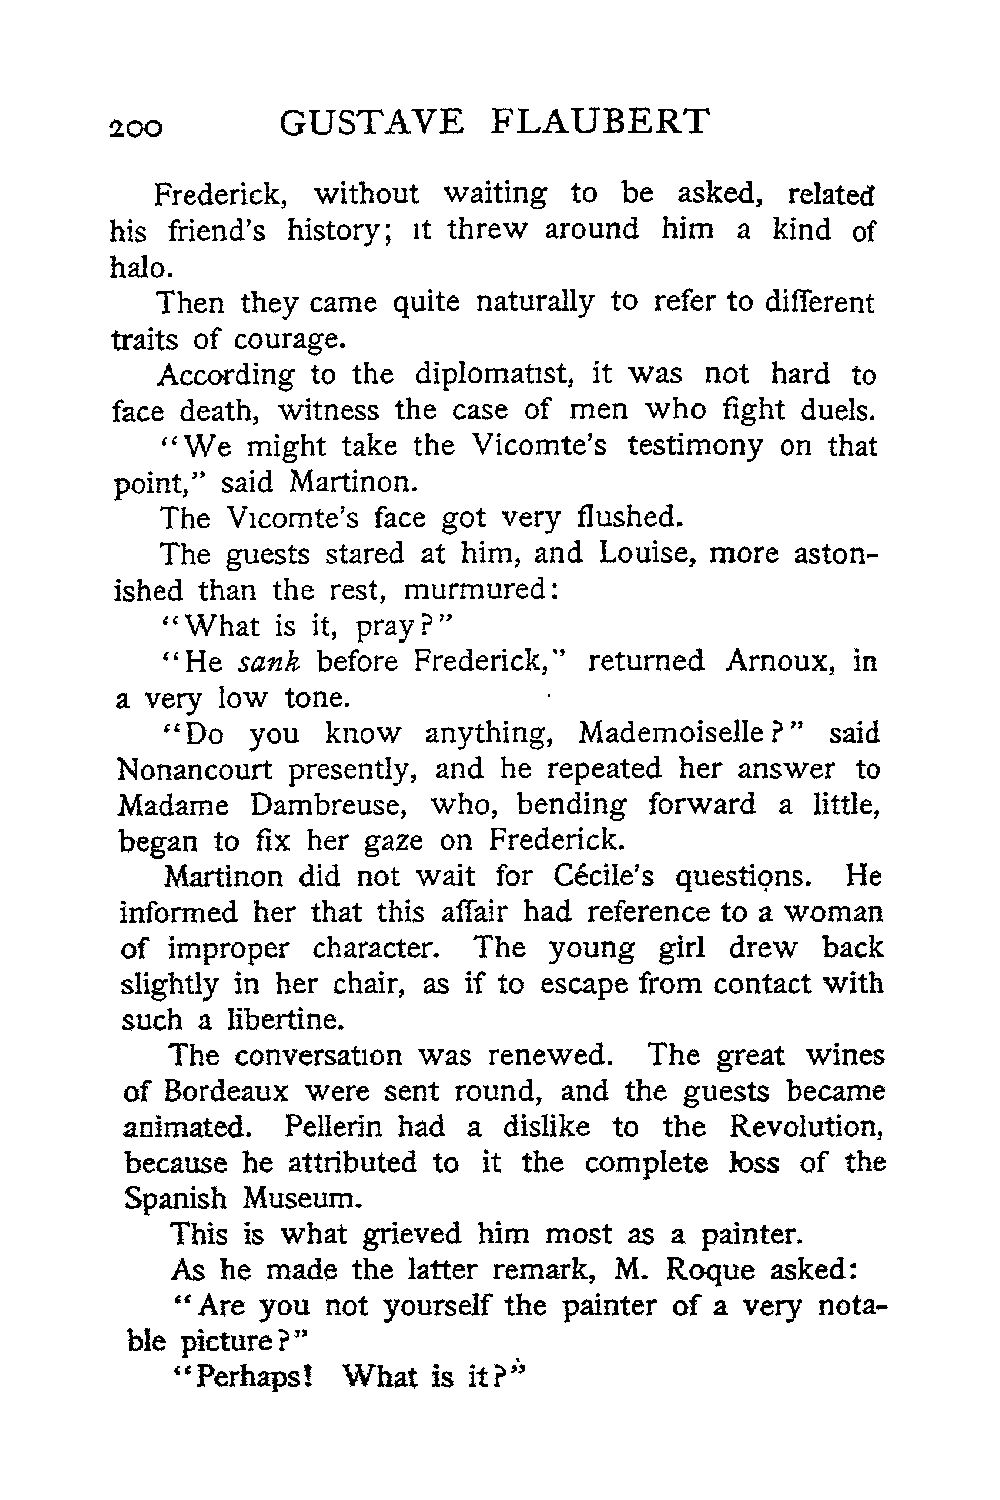 200 GUSTAVE FLAUBERT
Frederick, without waiting to be asked, related
his friend's history; it threw around him a kind of
halo.
Then they came quite naturally to refer to different
traits of courage.
According to the diplomatist, it was not hard to
face death, witness the case of men who fight duels.
“We might take the Vicomte's testimony on that
point,” said Martinon.
The Vicomte's face got very flushed.
The guests stared at him, and Louise, more aston-
ished than the rest, murmured:
“What is it, pray?”
“He sank before Frederick,” returned Arnoux, in
a very low tone.
“Do you know anything, Mademoiselle?” said
Nonancourt presently, and he repeated her answer to
Madame Dambreuse, who, bending forward a little,
began to fix her gaze on Frederick.
Martinon did not wait for Cécile's questions. He
informed her that this affair had reference to a woman
of improper character. The young girl drew back
slightly in her chair, as if to escape from contact with
such a libertine.
The conversation was renewed. The great wines
of Bordeaux were sent round, and the guests became
animated. Pellerin had a dislike to the Revolution,
because he attributed to it the complete loss of the
Spanish Museum.
This is what grieved him most as a painter.
As he made the latter remark, M. Roque asked:
“Are you not yourself the painter of a very nota-
ble picture?”
“Perhaps! What is it?”